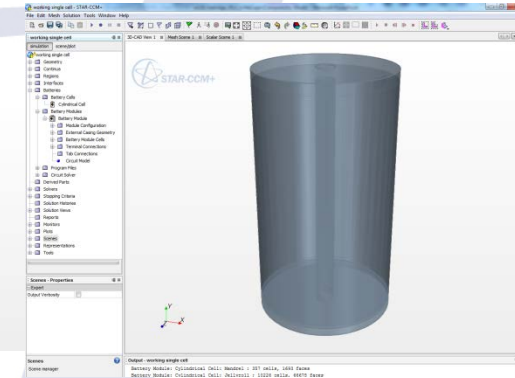 working single cell - STAR-CCM+
File Edit Mesh Solution Tools Window Help
working single cell
simulation scene/plot
3D-CAD View 1 Mesh Scene 1 Scalar Scene 1
working single cell
Geometry
Continua
Regions
Interfaces
Batteries
Battery Cells
Cylindrical Cell
Battery Modules
Battery Module
Module Configuration
External Casing Geometry
Battery Module Cells
Terminal Connections
Tab Connections
Circuit Model
Program Files
Circuit Solver
Derived Parts
Solvers
Stopping Criteria
Solution Histories
Solution Views
Reports
Monitors
Plots
Scenes
Representations
Tools
STAR-CCM+
Scenes - Properties
Expert
Output Verbosity
Y
X
Scenes
Scene manager
Output - working single cell
Battery Module: Cylindrical Cell: Mandrel : 357 cells, 1693 faces
Battery Module: Cylindrical Cell: Jellyroll : 13226 cells, 66678 faces